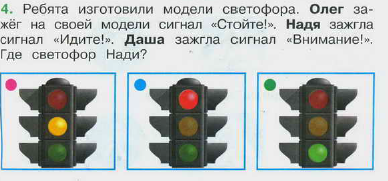 4. Ребята изготовили модели светофора. Олег за-
жёг на своей модели сигнал «Стойте!». Надя зажгла
сигнал «Идите!». Даша зажгла сигнал «Внимание!».
Где светофор Нади?